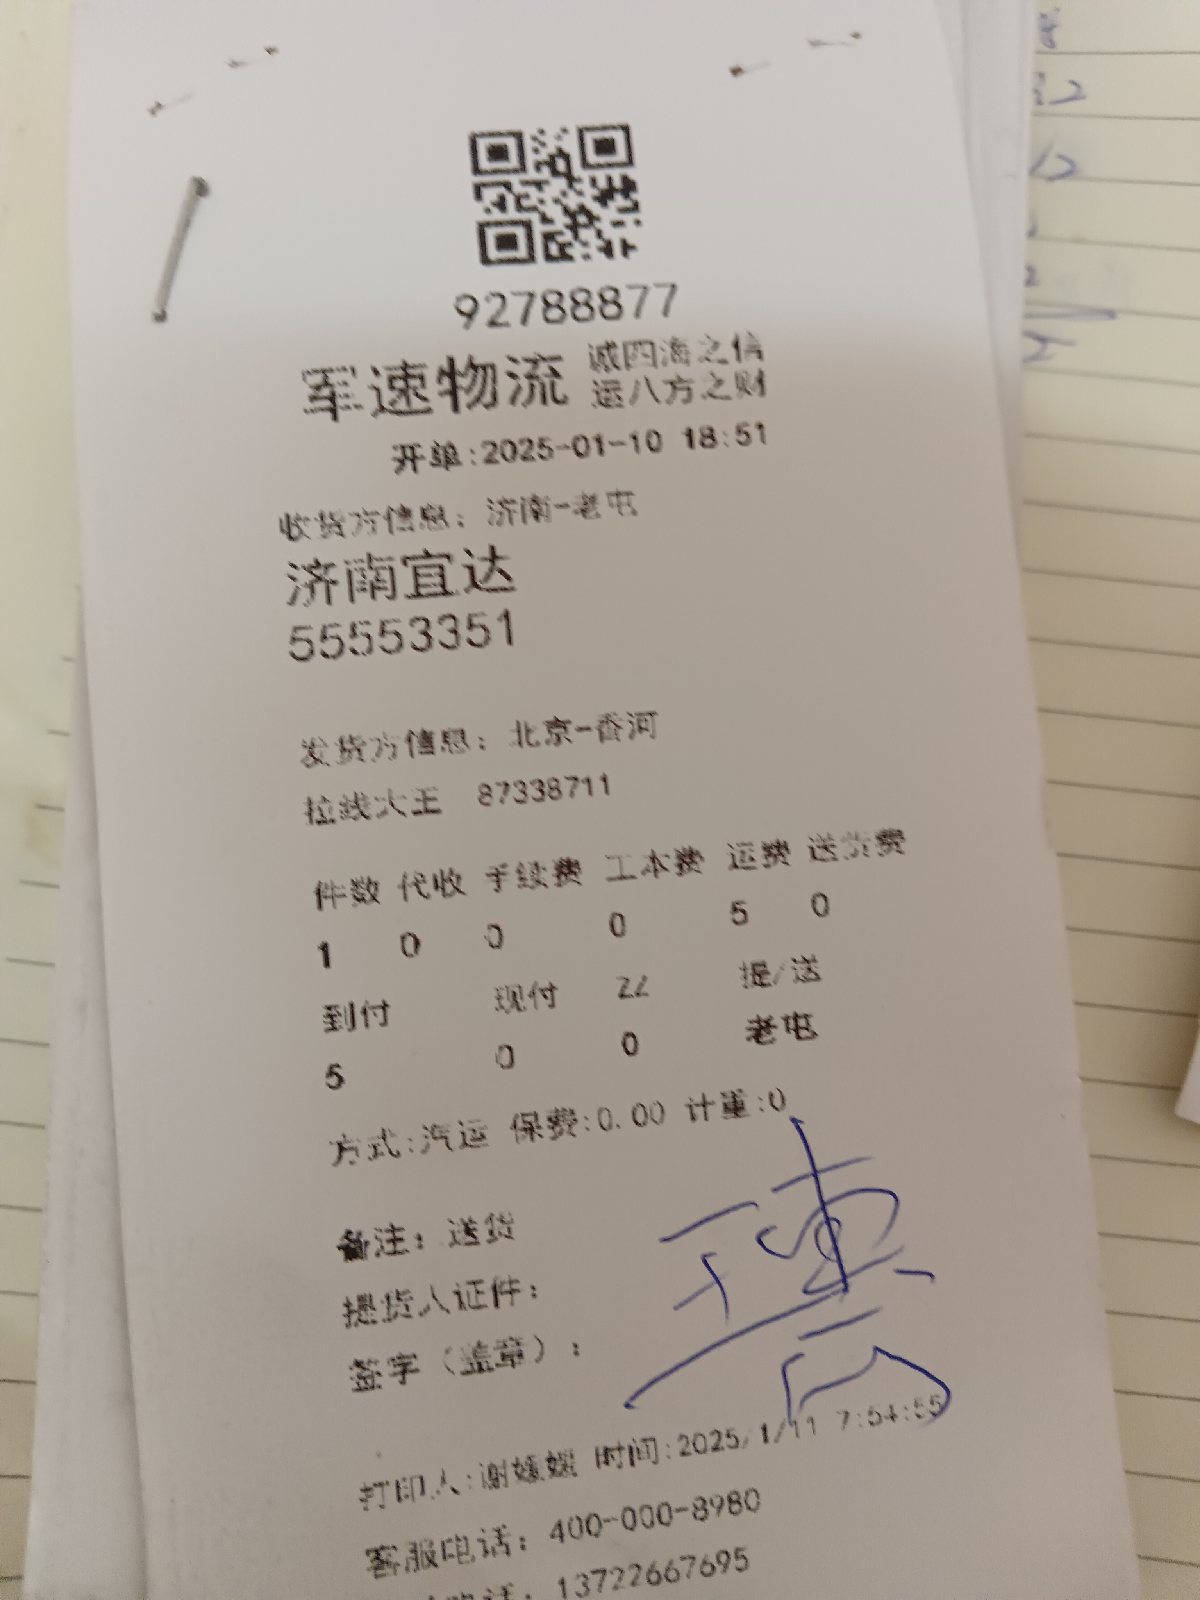 92788877
军速物流 诚四海之信
运八方之财
开单:2025-01-10 18:51
收货方信息: 济南-老屯
济南宜达
55553351
发货方信息: 北京-香河
拉线大王 87338711
件数 代收 手续费 工本费 运费 送货费
1 0 0 0 5 0
到付 现付 ZZ 提/送
5 0 0 老屯
方式:汽运 保费:0.00 计重:0
备注: 送货
提货人证件:
签字(盖章):
打印人:谢媛媛 时间:2025/1/11 7:54:55
客服电话: 400-000-8980
电话: 13722667695